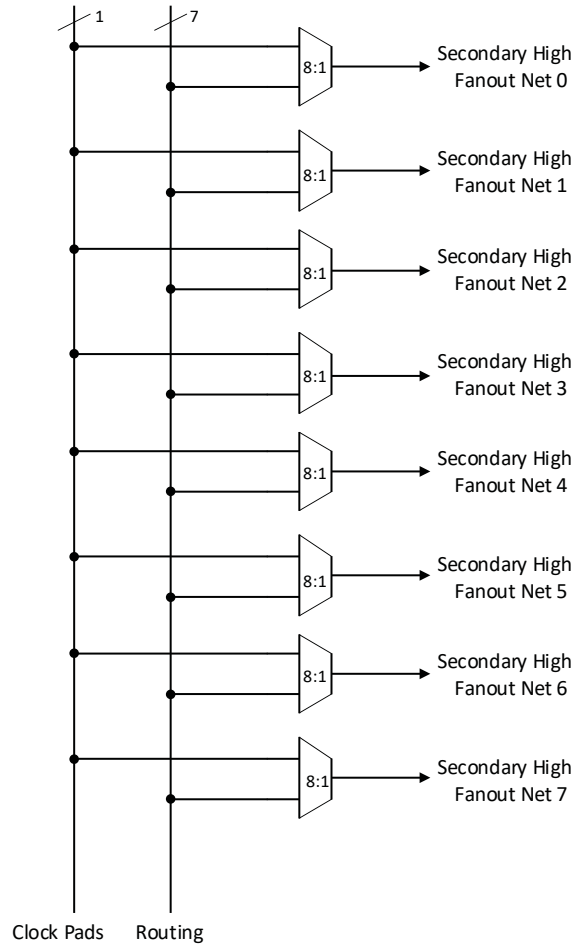 1
7
8:1
Secondary High
Fanout Net 0
8:1
Secondary High
Fanout Net 1
8:1
Secondary High
Fanout Net 2
8:1
Secondary High
Fanout Net 3
8:1
Secondary High
Fanout Net 4
8:1
Secondary High
Fanout Net 5
8:1
Secondary High
Fanout Net 6
8:1
Secondary High
Fanout Net 7
Clock Pads
Routing